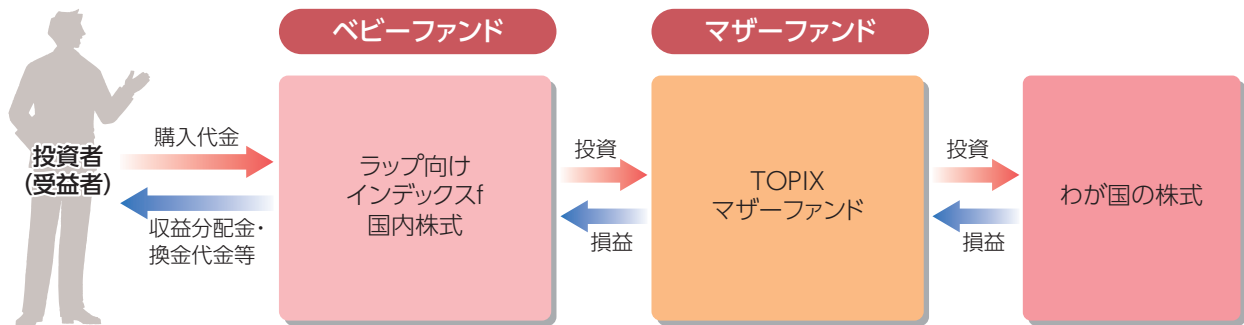 ベビーファンド
マザーファンド
投資者
(受益者)
購入代金
収益分配金・
換金代金等
ラップ向け
インデックスf
国内株式
投資
損益
TOPIX
マザーファンド
投資
損益
わが国の株式